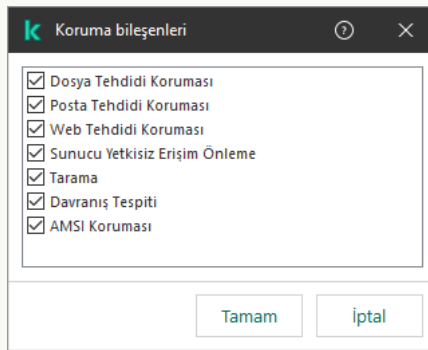 Koruma bileşenleri
Dosya Tehdidi Koruması
Posta Tehdidi Koruması
Web Tehdidi Koruması
Sunucu Yetkisiz Erişim Önleme
Tarama
Davranış Tespiti
AMSI Koruması
Tamam
İptal